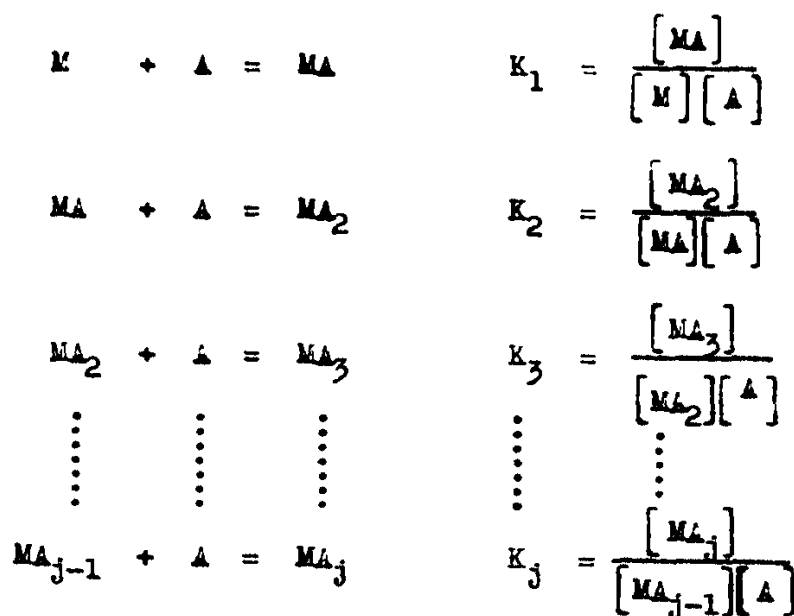 M + A = MA K₁ = [MA] / [M][A]
MA + A = MA₂ K₂ = [MA₂] / [MA][A]
MA₂ + A = MA₃ K₃ = [MA₃] / [MA₂][A]
⋮ ⋮ ⋮ ⋮ ⋮
MAⱼ₋₁ + A = MAⱼ Kⱼ = [MAⱼ] / [MAⱼ₋₁][A]